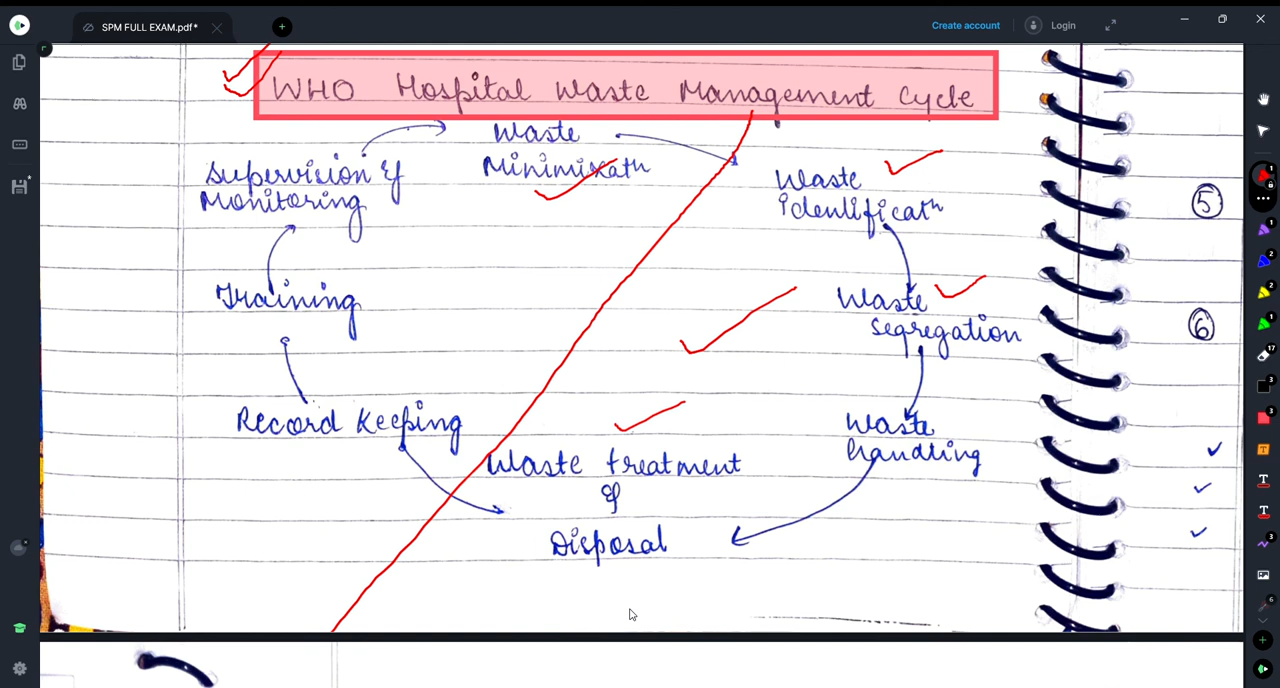 SPM FULL EXAM.pdf*
Create account
Login
WHO Hospital Waste Management Cycle
Waste
Minimizatn
Waste
identificatn
Waste
segregation
Waste
handling
Waste treatment
&
Disposal
Record Keeping
Training
Supervision &
Monitoring
5
6